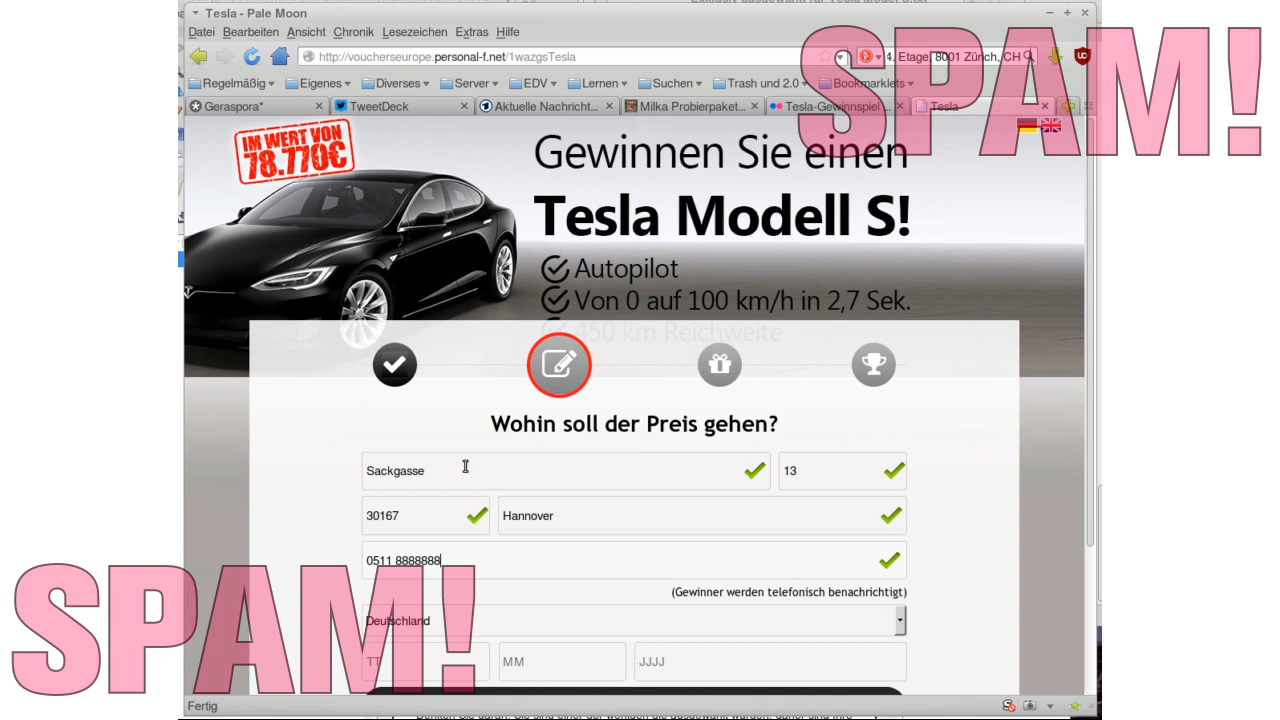 Tesla - Pale Moon
Datei Bearbeiten Ansicht Chronik Lesezeichen Extras Hilfe
http://voucherseurope.personal-f.net/1wazgsTesla
4. Etage, 8001 Zürich, CH
Regelmäßig Eigenes Diverses Server EDV Lernen Suchen Trash und 2.0 Bookmarklets
Geraspora* TweetDeck Aktuelle Nachricht... Milka Probierpaket... Tesla-Gewinnspiel ... Tesla
SPAM!
IM WERT VON
78.770€
Gewinnen Sie einen
Tesla Modell S!
Autopilot
Von 0 auf 100 km/h in 2,7 Sek.
450 km Reichweite
Wohin soll der Preis gehen?
Sackgasse 13
30167 Hannover
0511 8888888
(Gewinner werden telefonisch benachrichtigt)
Deutschland
TT MM JJJJ
SPAM!
Fertig